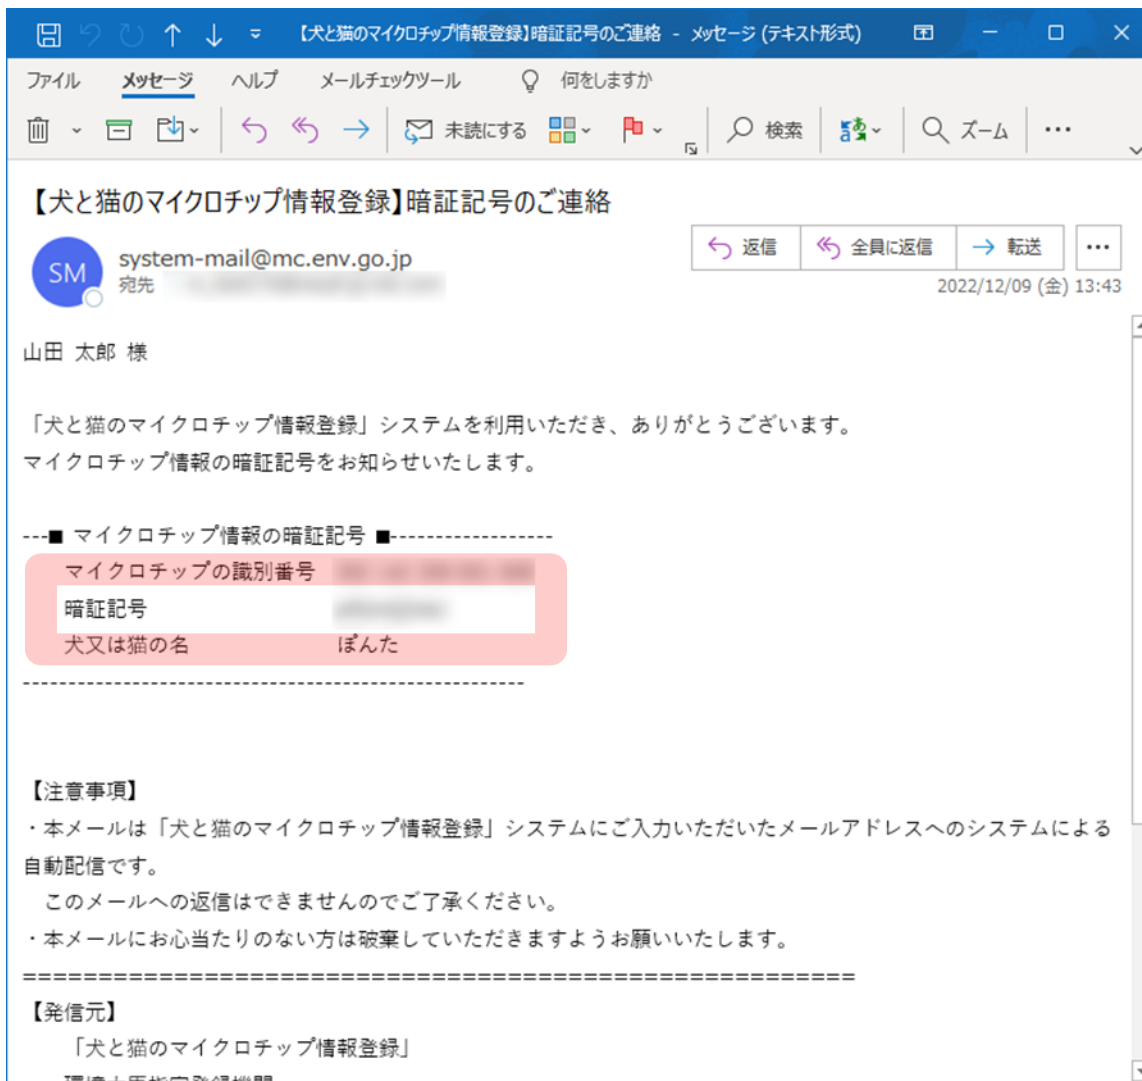 【犬と猫のマイクロチップ情報登録】暗証記号のご連絡 - メッセージ (テキスト形式)
ファイル メッセージ ヘルプ メールチェックツール 何をしますか
未読にする 検索 ズーム
【犬と猫のマイクロチップ情報登録】暗証記号のご連絡
SM
system-mail@mc.env.go.jp
宛先
返信 全員に返信 転送
2022/12/09 (金) 13:43
山田 太郎 様
「犬と猫のマイクロチップ情報登録」システムを利用いただき、ありがとうございます。
マイクロチップ情報の暗証記号をお知らせいたします。
---■ マイクロチップ情報の暗証記号 ■------------------
マイクロチップの識別番号
暗証記号
犬又は猫の名 ぽんた
-------------------------------------------------------
【注意事項】
・本メールは「犬と猫のマイクロチップ情報登録」システムにご入力いただいたメールアドレスへのシステムによる
自動配信です。
このメールへの返信はできませんのでご了承ください。
・本メールにお心当たりのない方は破棄していただきますようお願いいたします。
=======================================================
【発信元】
「犬と猫のマイクロチップ情報登録」
環境大臣指定登録機関